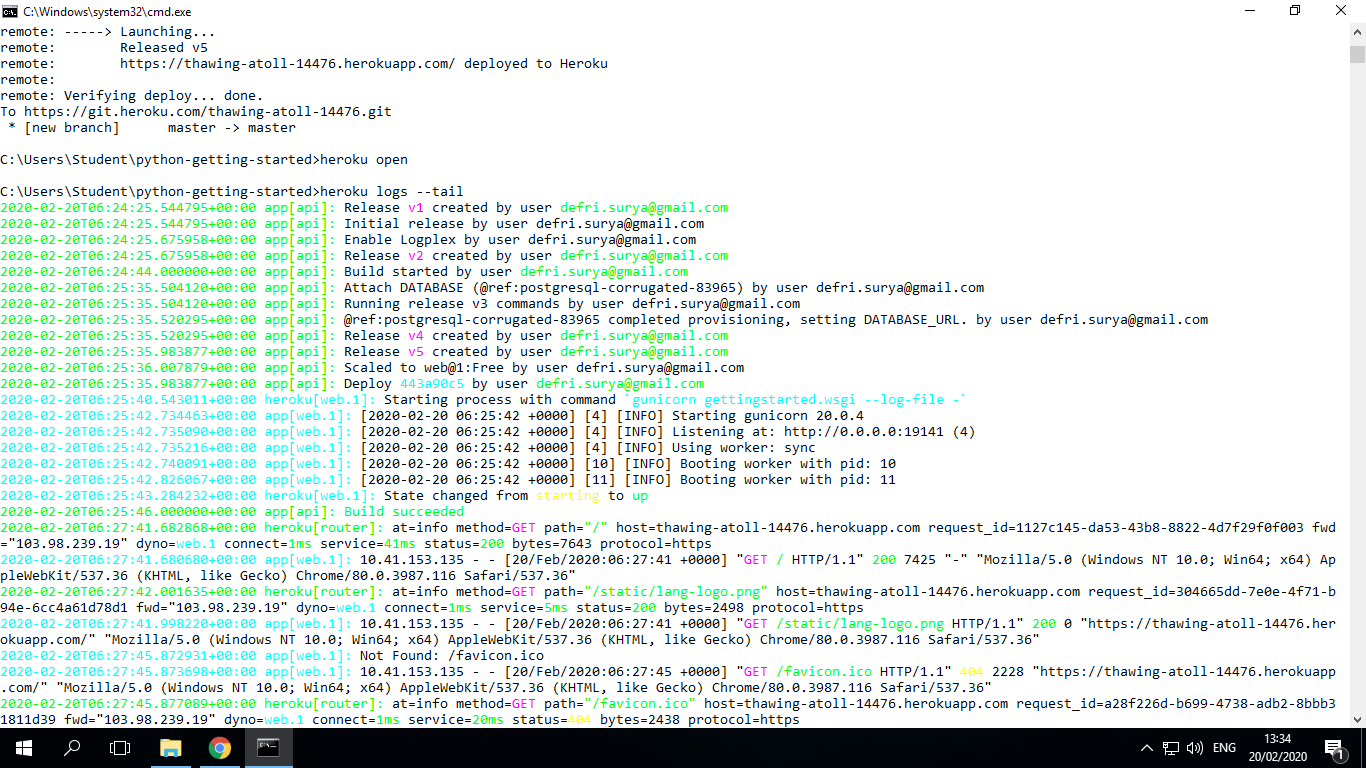 C:\Windows\system32\cmd.exe
remote: -----> Launching...
remote:        Released v5
remote:        https://thawing-atoll-14476.herokuapp.com/ deployed to Heroku
remote:
remote: Verifying deploy... done.
To https://git.heroku.com/thawing-atoll-14476.git
 * [new branch]      master -> master
C:\Users\Student\python-getting-started>heroku open
C:\Users\Student\python-getting-started>heroku logs --tail
2020-02-20T06:24:25.544795+00:00 app[api]: Release v1 created by user defri.surya@gmail.com
2020-02-20T06:24:25.544795+00:00 app[api]: Initial release by user defri.surya@gmail.com
2020-02-20T06:24:25.675958+00:00 app[api]: Enable Logplex by user defri.surya@gmail.com
2020-02-20T06:24:25.675958+00:00 app[api]: Release v2 created by user defri.surya@gmail.com
2020-02-20T06:24:44.000000+00:00 app[api]: Build started by user defri.surya@gmail.com
2020-02-20T06:25:35.504120+00:00 app[api]: Attach DATABASE (@ref:postgresql-corrugated-83965) by user defri.surya@gmail.com
2020-02-20T06:25:35.504120+00:00 app[api]: Running release v3 commands by user defri.surya@gmail.com
2020-02-20T06:25:35.520295+00:00 app[api]: @ref:postgresql-corrugated-83965 completed provisioning, setting DATABASE_URL. by user defri.surya@gmail.com
2020-02-20T06:25:35.520295+00:00 app[api]: Release v4 created by user defri.surya@gmail.com
2020-02-20T06:25:35.983877+00:00 app[api]: Release v5 created by user defri.surya@gmail.com
2020-02-20T06:25:36.007879+00:00 app[api]: Scaled to web@1:Free by user defri.surya@gmail.com
2020-02-20T06:25:35.983877+00:00 app[api]: Deploy 443a90c5 by user defri.surya@gmail.com
2020-02-20T06:25:40.543011+00:00 heroku[web.1]: Starting process with command `gunicorn gettingstarted.wsgi --log-file -`
2020-02-20T06:25:42.734463+00:00 app[web.1]: [2020-02-20 06:25:42 +0000] [4] [INFO] Starting gunicorn 20.0.4
2020-02-20T06:25:42.735090+00:00 app[web.1]: [2020-02-20 06:25:42 +0000] [4] [INFO] Listening at: http://0.0.0.0:19141 (4)
2020-02-20T06:25:42.735216+00:00 app[web.1]: [2020-02-20 06:25:42 +0000] [4] [INFO] Using worker: sync
2020-02-20T06:25:42.740091+00:00 app[web.1]: [2020-02-20 06:25:42 +0000] [10] [INFO] Booting worker with pid: 10
2020-02-20T06:25:42.826067+00:00 app[web.1]: [2020-02-20 06:25:42 +0000] [11] [INFO] Booting worker with pid: 11
2020-02-20T06:25:43.284232+00:00 heroku[web.1]: State changed from starting to up
2020-02-20T06:25:46.000000+00:00 app[api]: Build succeeded
2020-02-20T06:27:41.682868+00:00 heroku[router]: at=info method=GET path="/" host=thawing-atoll-14476.herokuapp.com request_id=1127c145-da53-43b8-8822-4d7f29f0f003 fwd
="103.98.239.19" dyno=web.1 connect=1ms service=41ms status=200 bytes=7643 protocol=https
2020-02-20T06:27:41.680680+00:00 app[web.1]: 10.41.153.135 - - [20/Feb/2020:06:27:41 +0000] "GET / HTTP/1.1" 200 7425 "-" "Mozilla/5.0 (Windows NT 10.0; Win64; x64) Ap
pleWebKit/537.36 (KHTML, like Gecko) Chrome/80.0.3987.116 Safari/537.36"
2020-02-20T06:27:42.001635+00:00 heroku[router]: at=info method=GET path="/static/lang-logo.png" host=thawing-atoll-14476.herokuapp.com request_id=304665dd-7e0e-4f71-b
94e-6cc4a61d78d1 fwd="103.98.239.19" dyno=web.1 connect=1ms service=5ms status=200 bytes=2498 protocol=https
2020-02-20T06:27:41.998220+00:00 app[web.1]: 10.41.153.135 - - [20/Feb/2020:06:27:41 +0000] "GET /static/lang-logo.png HTTP/1.1" 200 0 "https://thawing-atoll-14476.her
okuapp.com/" "Mozilla/5.0 (Windows NT 10.0; Win64; x64) AppleWebKit/537.36 (KHTML, like Gecko) Chrome/80.0.3987.116 Safari/537.36"
2020-02-20T06:27:45.872931+00:00 app[web.1]: Not Found: /favicon.ico
2020-02-20T06:27:45.873698+00:00 app[web.1]: 10.41.153.135 - - [20/Feb/2020:06:27:45 +0000] "GET /favicon.ico HTTP/1.1" 404 2228 "https://thawing-atoll-14476.herokuapp
.com/" "Mozilla/5.0 (Windows NT 10.0; Win64; x64) AppleWebKit/537.36 (KHTML, like Gecko) Chrome/80.0.3987.116 Safari/537.36"
2020-02-20T06:27:45.877089+00:00 heroku[router]: at=info method=GET path="/favicon.ico" host=thawing-atoll-14476.herokuapp.com request_id=a28f226d-b699-4738-adb2-8bbb3
1811d39 fwd="103.98.239.19" dyno=web.1 connect=1ms service=20ms status=404 bytes=2438 protocol=https
ENG
13:34
20/02/2020
1